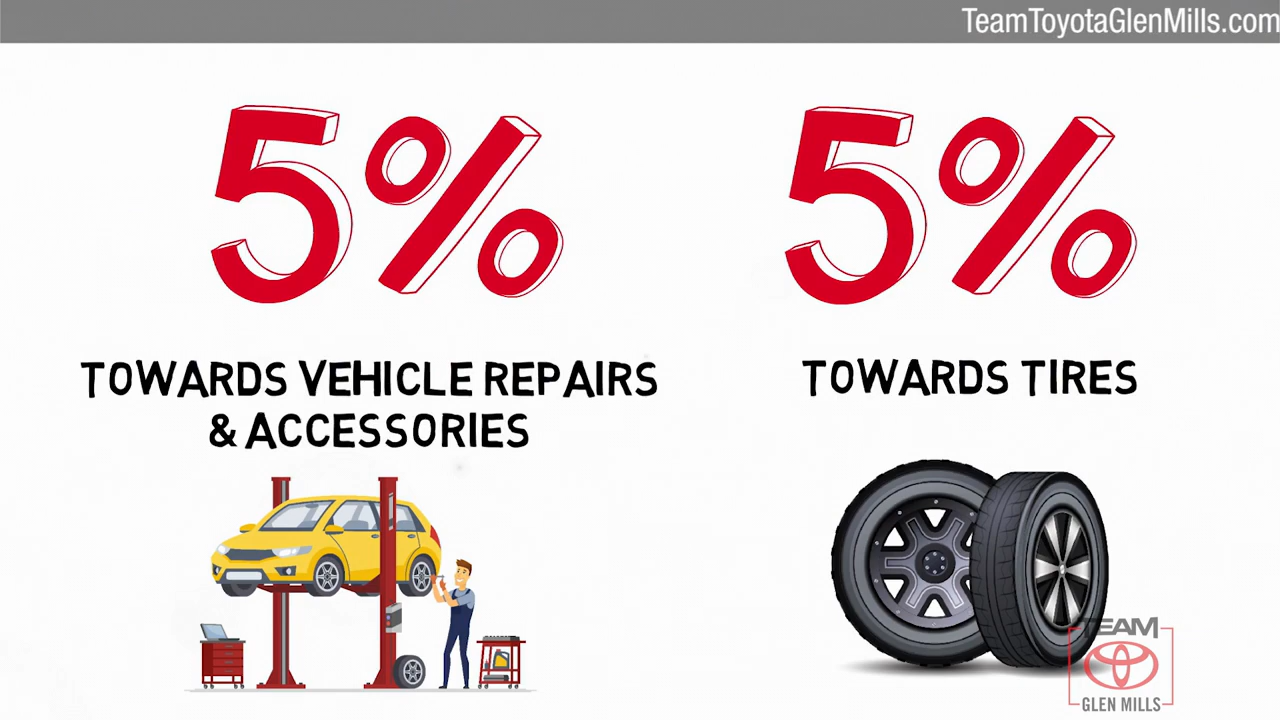 TeamToyotaGlenMills.com
5%
TOWARDS VEHICLE REPAIRS
& ACCESSORIES
5%
TOWARDS TIRES
TEAM
GLEN MILLS